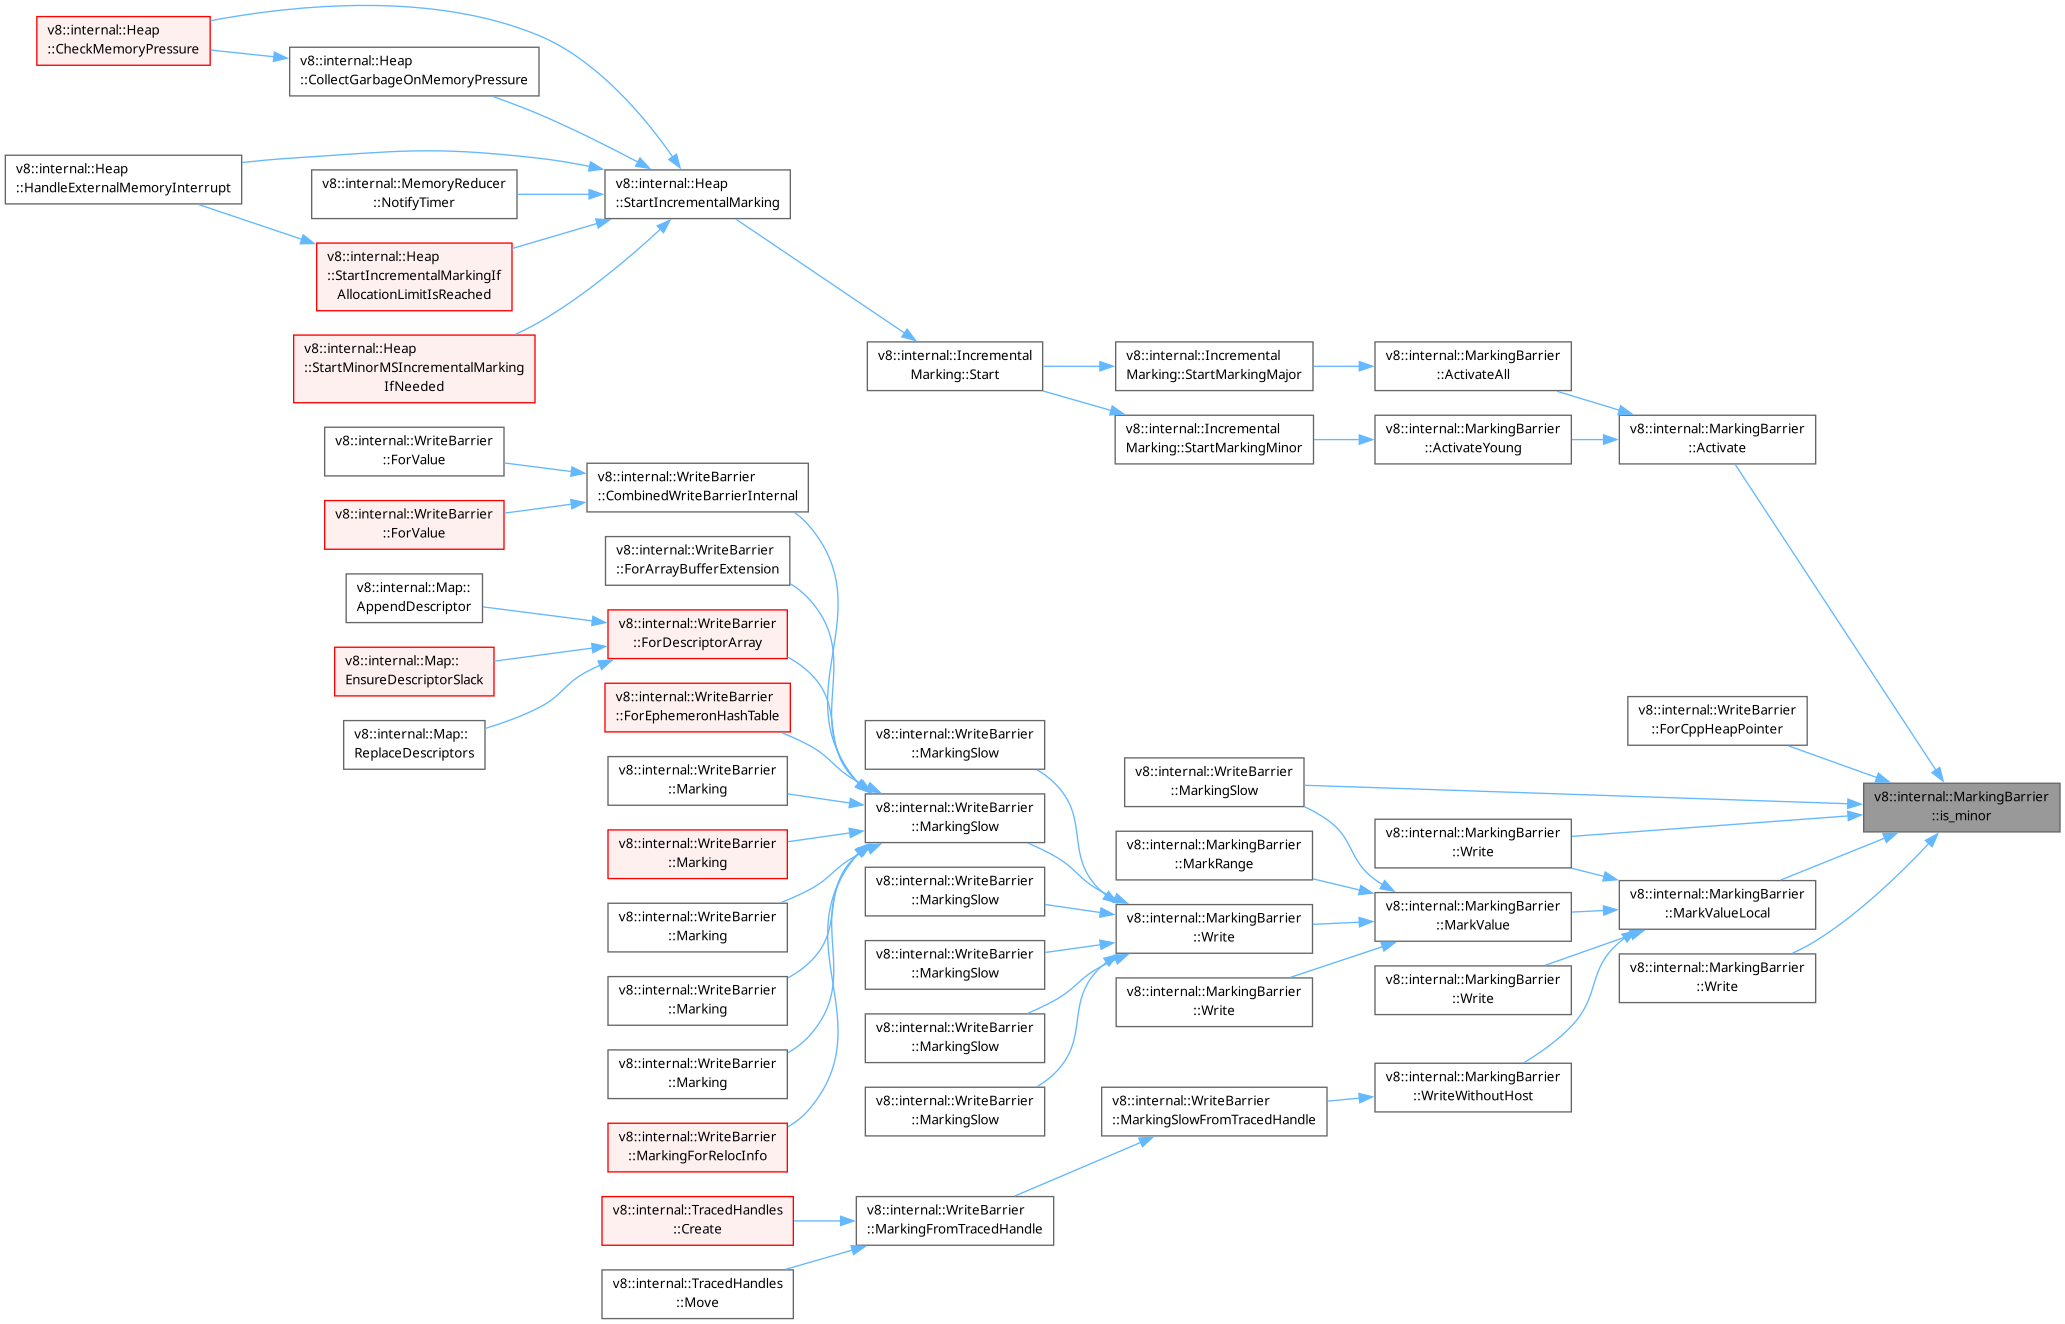 v8::internal::Heap
::CheckMemoryPressure
v8::internal::Heap
::CollectGarbageOnMemoryPressure
v8::internal::Heap
::HandleExternalMemoryInterrupt
v8::internal::MemoryReducer
::NotifyTimer
v8::internal::Heap
::StartIncrementalMarking
v8::internal::Heap
::StartIncrementalMarkingIf
AllocationLimitIsReached
v8::internal::Heap
::StartMinorMSIncrementalMarking
IfNeeded
v8::internal::Incremental
Marking::Start
v8::internal::Incremental
Marking::StartMarkingMajor
v8::internal::MarkingBarrier
::ActivateAll
v8::internal::Incremental
Marking::StartMarkingMinor
v8::internal::MarkingBarrier
::ActivateYoung
v8::internal::MarkingBarrier
::Activate
v8::internal::WriteBarrier
::ForValue
v8::internal::WriteBarrier
::CombinedWriteBarrierInternal
v8::internal::WriteBarrier
::ForValue
v8::internal::WriteBarrier
::ForArrayBufferExtension
v8::internal::Map::
AppendDescriptor
v8::internal::WriteBarrier
::ForDescriptorArray
v8::internal::Map::
EnsureDescriptorSlack
v8::internal::WriteBarrier
::ForEphemeronHashTable
v8::internal::Map::
ReplaceDescriptors
v8::internal::WriteBarrier
::MarkingSlow
v8::internal::WriteBarrier
::ForCppHeapPointer
v8::internal::WriteBarrier
::Marking
v8::internal::WriteBarrier
::MarkingSlow
v8::internal::WriteBarrier
::MarkingSlow
v8::internal::MarkingBarrier
::is_minor
v8::internal::WriteBarrier
::Marking
v8::internal::MarkingBarrier
::MarkRange
v8::internal::MarkingBarrier
::Write
v8::internal::WriteBarrier
::MarkingSlow
v8::internal::WriteBarrier
::Marking
v8::internal::MarkingBarrier
::Write
v8::internal::MarkingBarrier
::MarkValue
v8::internal::MarkingBarrier
::MarkValueLocal
v8::internal::WriteBarrier
::MarkingSlow
v8::internal::WriteBarrier
::Marking
v8::internal::MarkingBarrier
::Write
v8::internal::MarkingBarrier
::Write
v8::internal::MarkingBarrier
::Write
v8::internal::WriteBarrier
::MarkingSlow
v8::internal::WriteBarrier
::Marking
v8::internal::WriteBarrier
::MarkingSlow
v8::internal::WriteBarrier
::MarkingSlowFromTracedHandle
v8::internal::MarkingBarrier
::WriteWithoutHost
v8::internal::WriteBarrier
::MarkingForRelocInfo
v8::internal::TracedHandles
::Create
v8::internal::WriteBarrier
::MarkingFromTracedHandle
v8::internal::TracedHandles
::Move